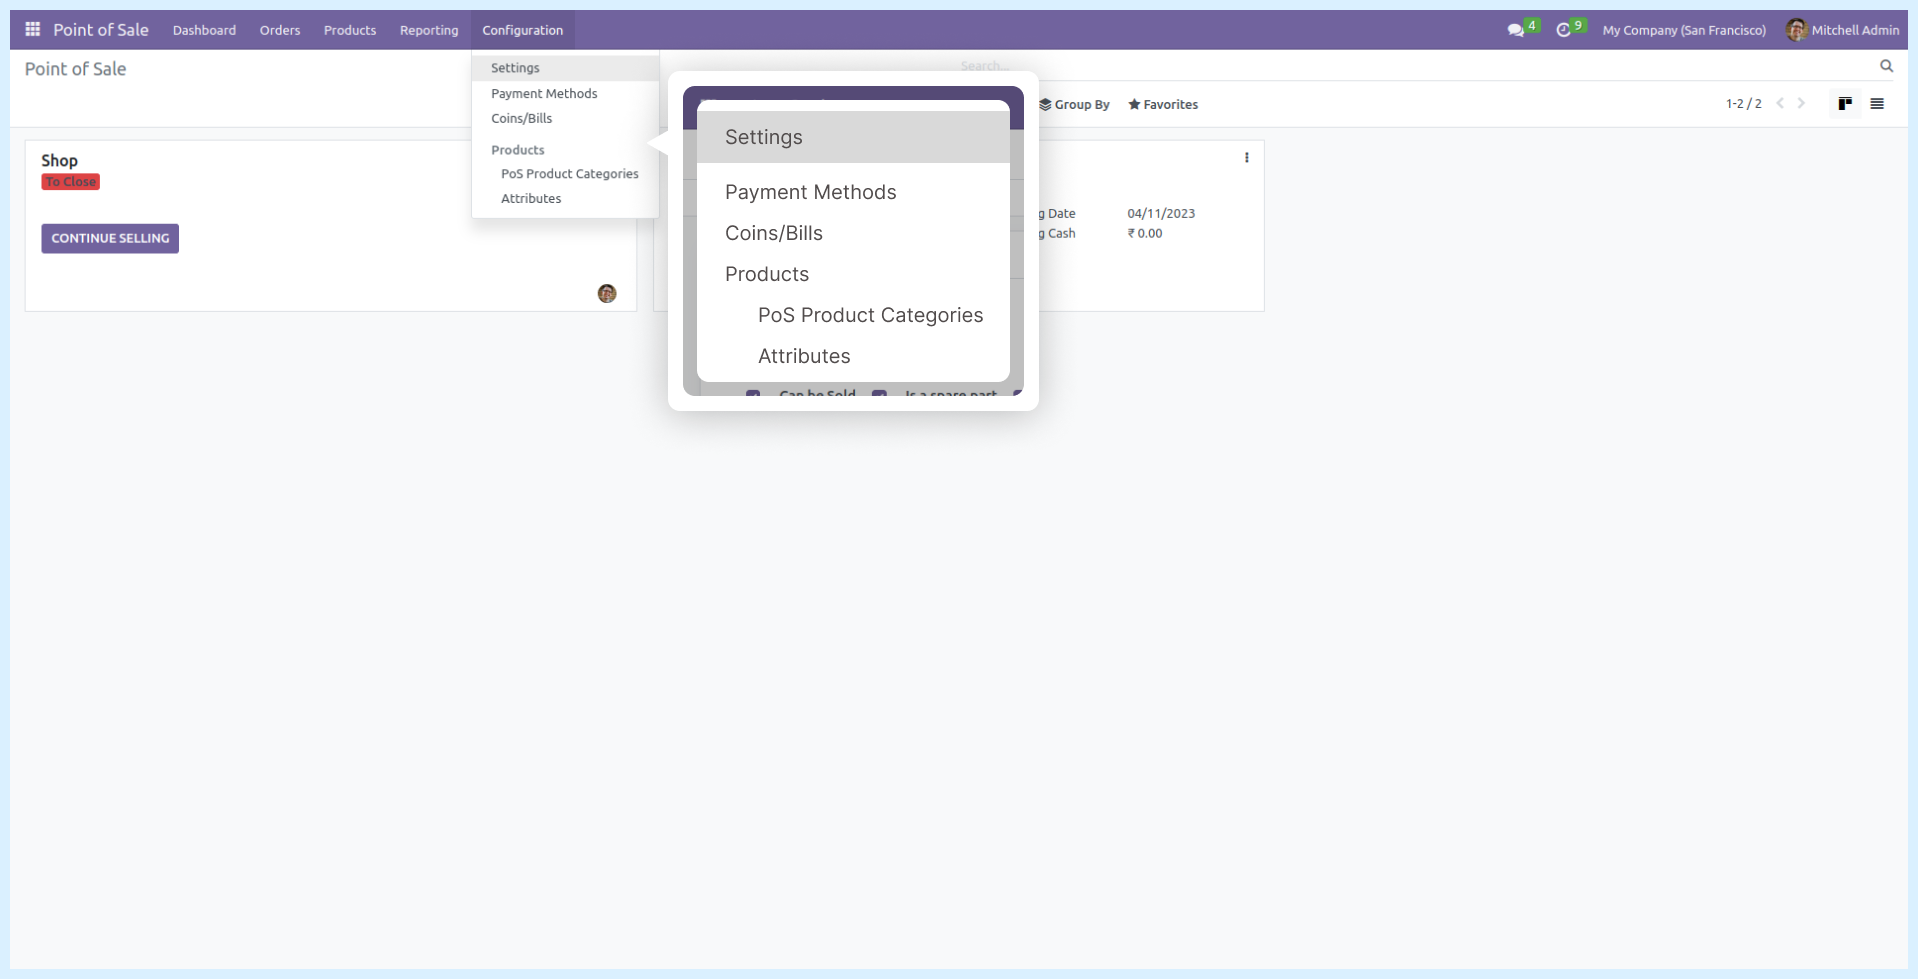 Point of Sale Dashboard Orders Products Reporting Configuration 4 9 My Company (San Francisco) Mitchell Admin
Point of Sale
Search...
Group By Favorites 1-2 / 2
Settings
Payment Methods
Coins/Bills
Products
PoS Product Categories
Attributes
Shop
To Close
CONTINUE SELLING
Settings
Payment Methods
Coins/Bills
Products
PoS Product Categories
Attributes
Can be Sold Is a spare part
g Date 04/11/2023
g Cash ₹ 0.00